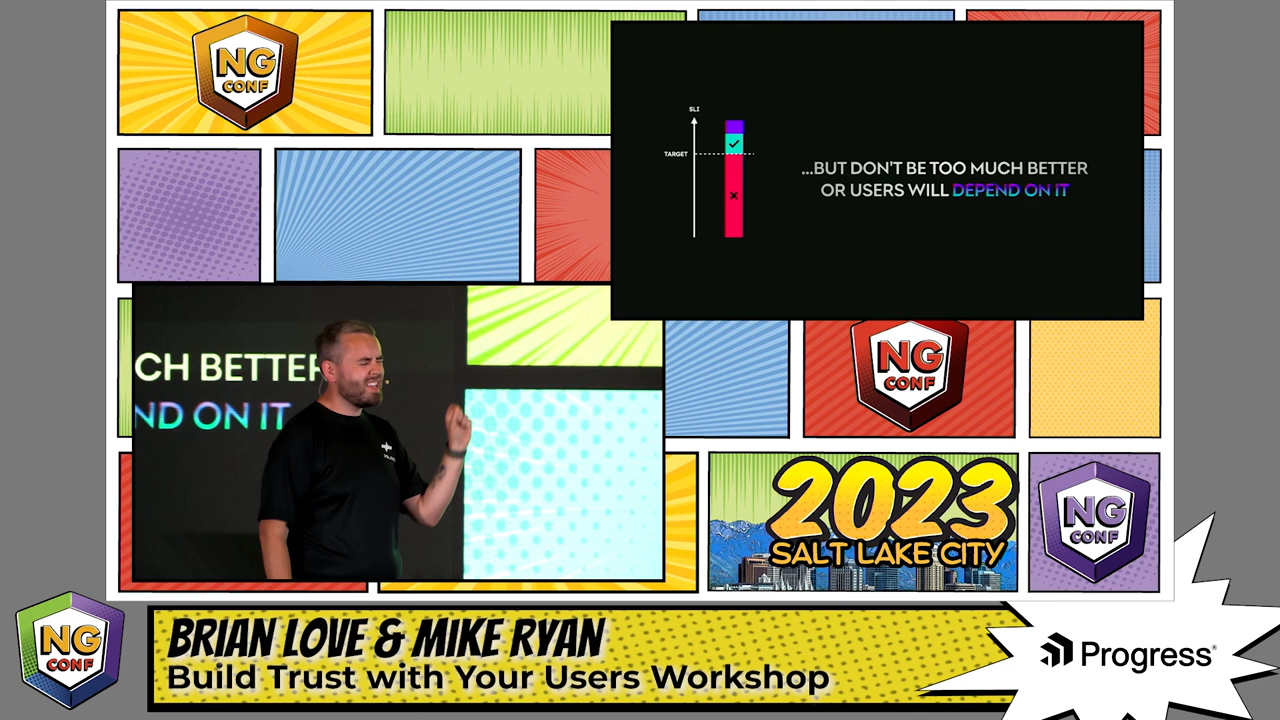 NG
CONF
SLI
TARGET
...BUT DON'T BE TOO MUCH BETTER
OR USERS WILL DEPEND ON IT
CH BETTER
ND ON IT
NG
CONF
2023
SALT LAKE CITY
NG
CONF
NG
CONF
BRIAN LOVE & MIKE RYAN
Build Trust with Your Users Workshop
Progress®